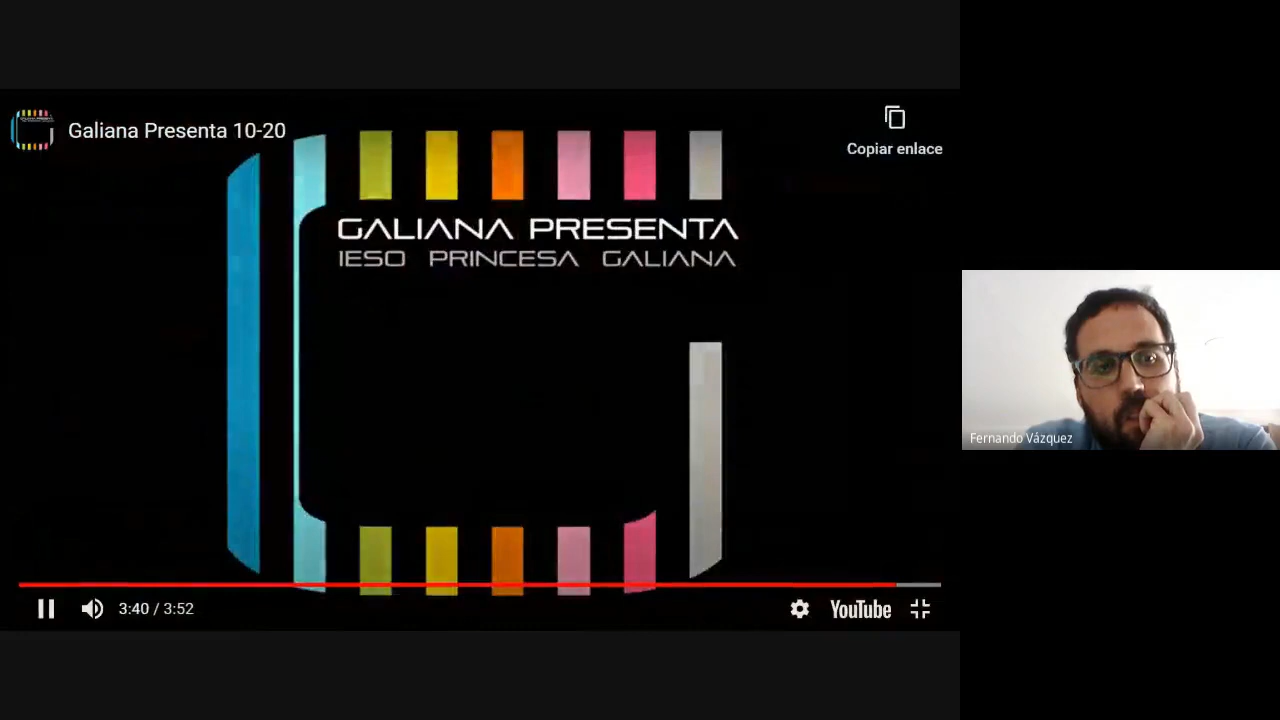 Galiana Presenta 10-20
Copiar enlace
GALIANA PRESENTA
IESO PRINCESA GALIANA
Fernando Vázquez
3:40 / 3:52
YouTube